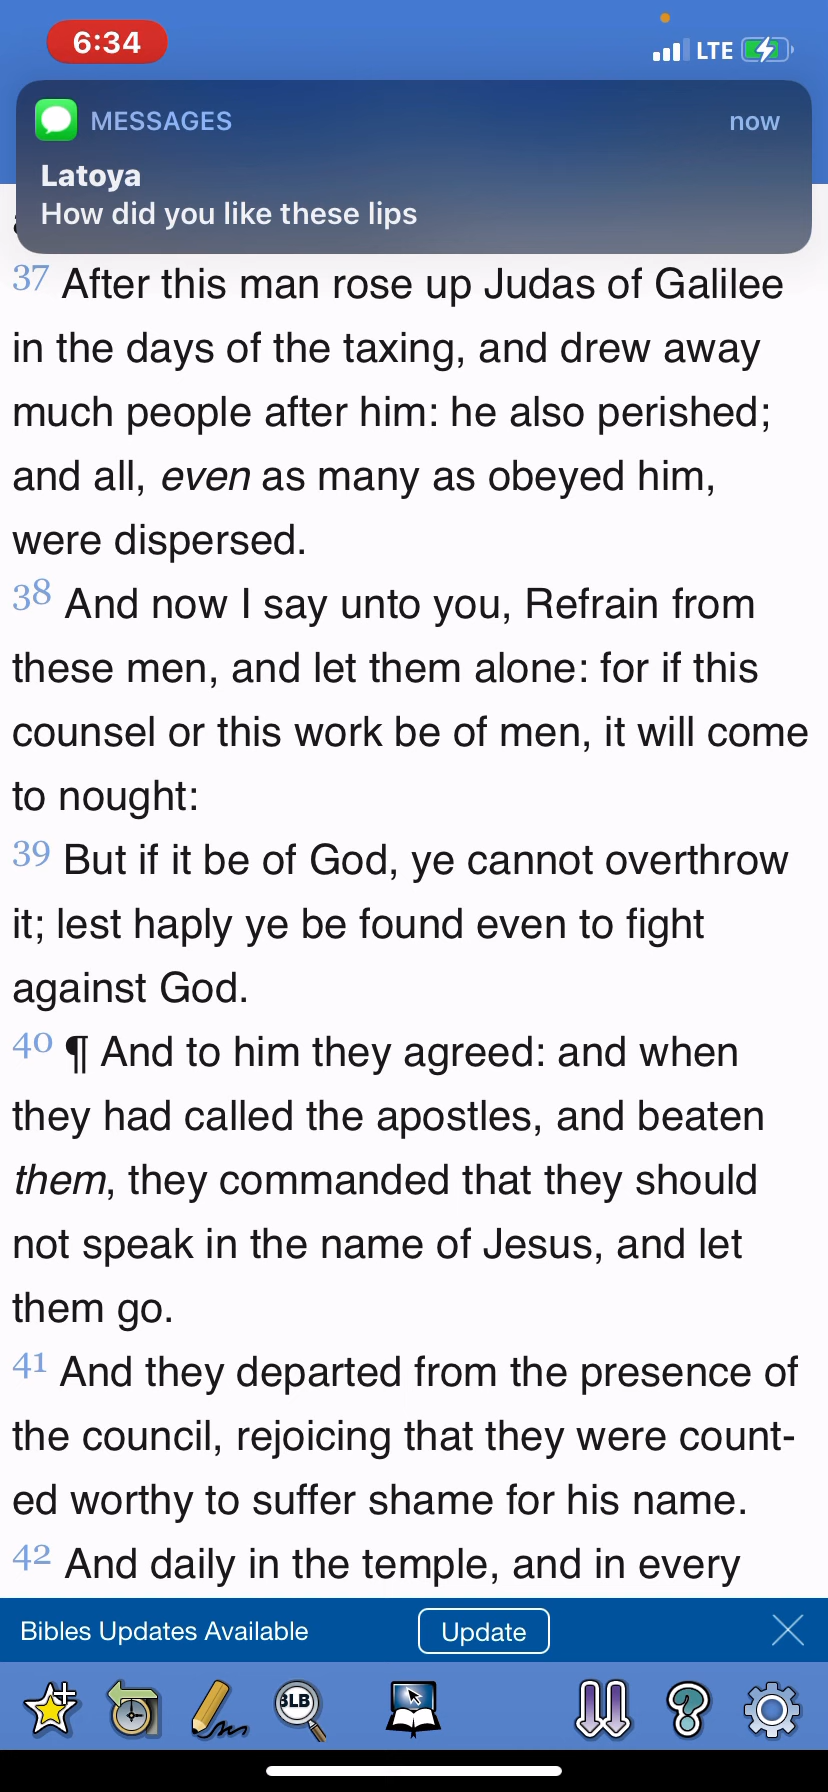 6:34
LTE
MESSAGES
now
Latoya
How did you like these lips
37 After this man rose up Judas of Galilee
in the days of the taxing, and drew away
much people after him: he also perished;
and all, even as many as obeyed him,
were dispersed.
38 And now I say unto you, Refrain from
these men, and let them alone: for if this
counsel or this work be of men, it will come
to nought:
39 But if it be of God, ye cannot overthrow
it; lest haply ye be found even to fight
against God.
40 ¶ And to him they agreed: and when
they had called the apostles, and beaten
them, they commanded that they should
not speak in the name of Jesus, and let
them go.
41 And they departed from the presence of
the council, rejoicing that they were count-
ed worthy to suffer shame for his name.
42 And daily in the temple, and in every
Bibles Updates Available
Update
BLB